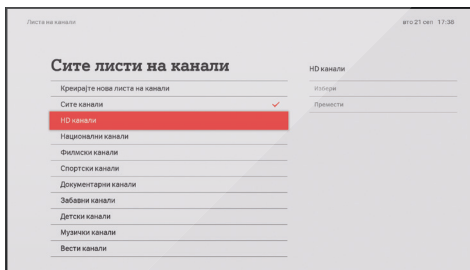 Листа на канали
вто 21 сеп 17:36
Сите листи на канали
Креирајте нова листа на канали
Сите канали
HD канали
Национални канали
Филмски канали
Спортски канали
Документарни канали
Забавни канали
Детски канали
Музички канали
Вести канали
HD канали
Избери
Премести